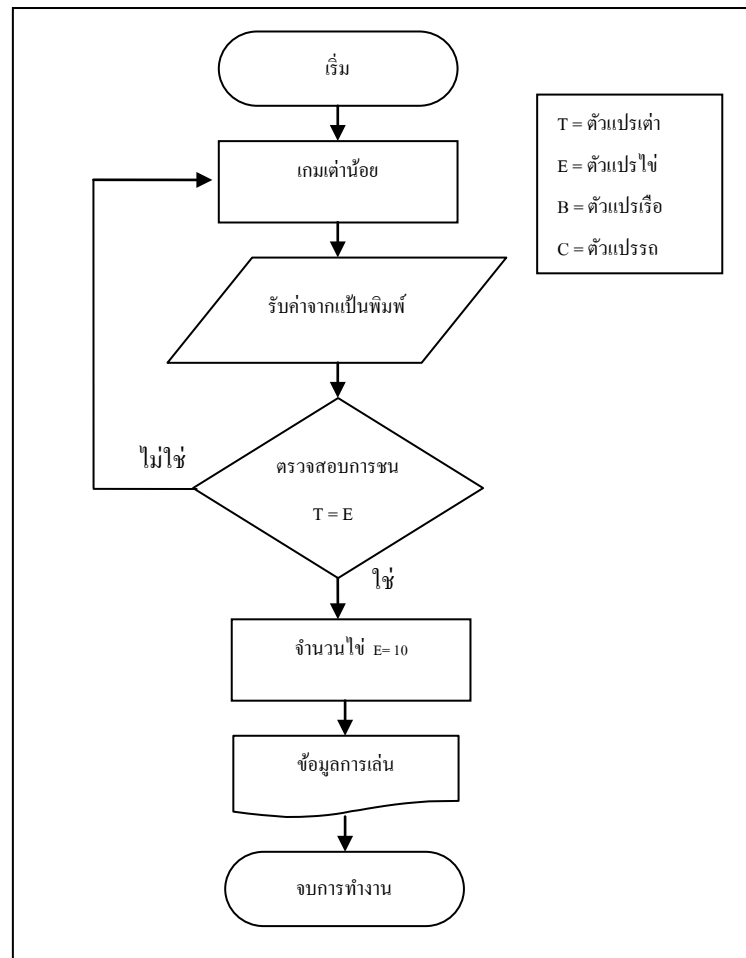 เริ่ม
เกมเต่าน้อย
T = ตัวแปรเต่า
E = ตัวแปรไข่
B = ตัวแปรเรือ
C = ตัวแปรรถ
รับค่าจากแป้นพิมพ์
ตรวจสอบการชน
T = E
ไม่ใช่
ใช่
จำนวนไข่ E= 10
ข้อมูลการเล่น
จบการทำงาน